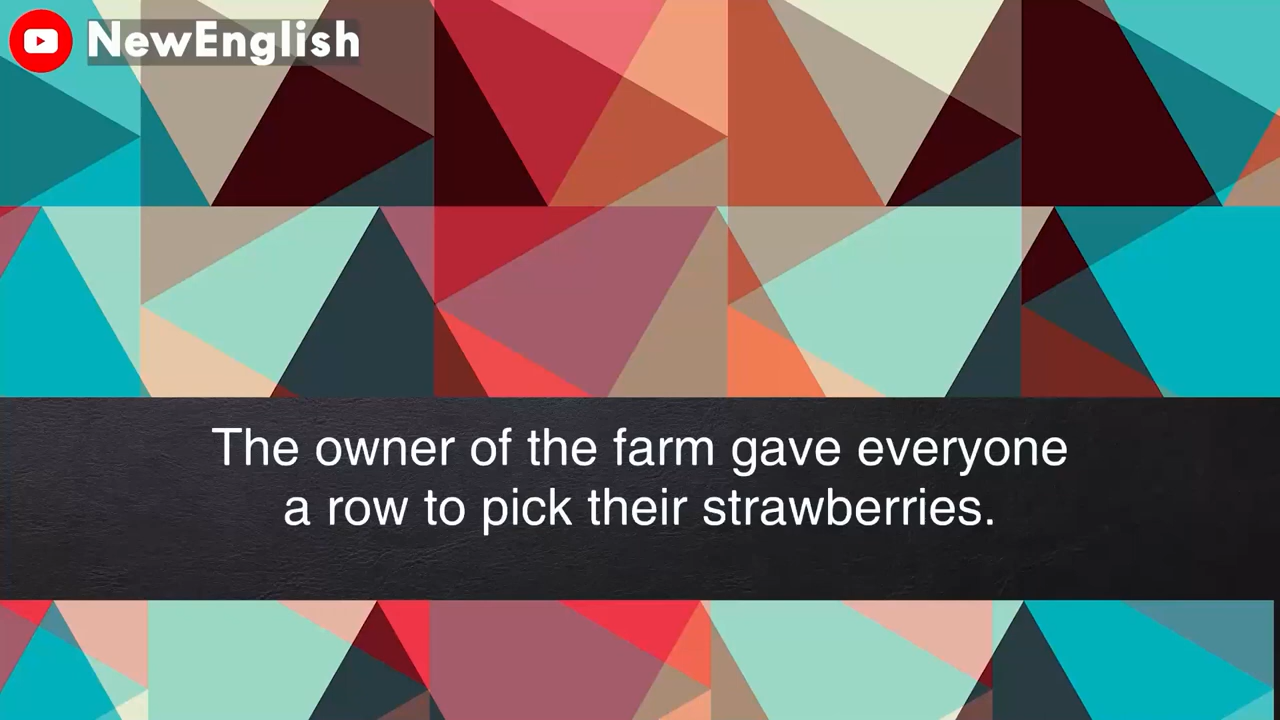 NewEnglish
The owner of the farm gave everyone
a row to pick their strawberries.